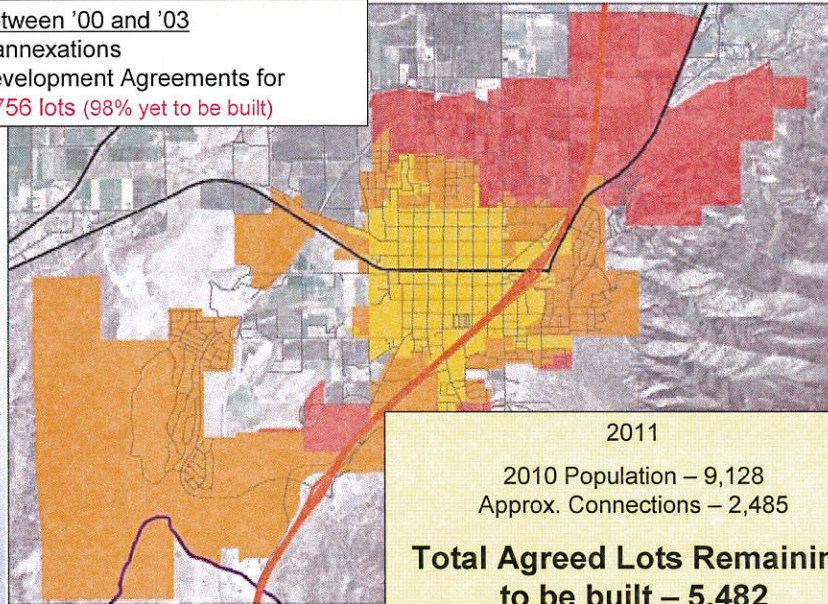 tween '00 and '03
annexations
evelopment Agreements for
756 lots (98% yet to be built)
2011
2010 Population – 9,128
Approx. Connections – 2,485
Total Agreed Lots Remainin
to be built – 5,482